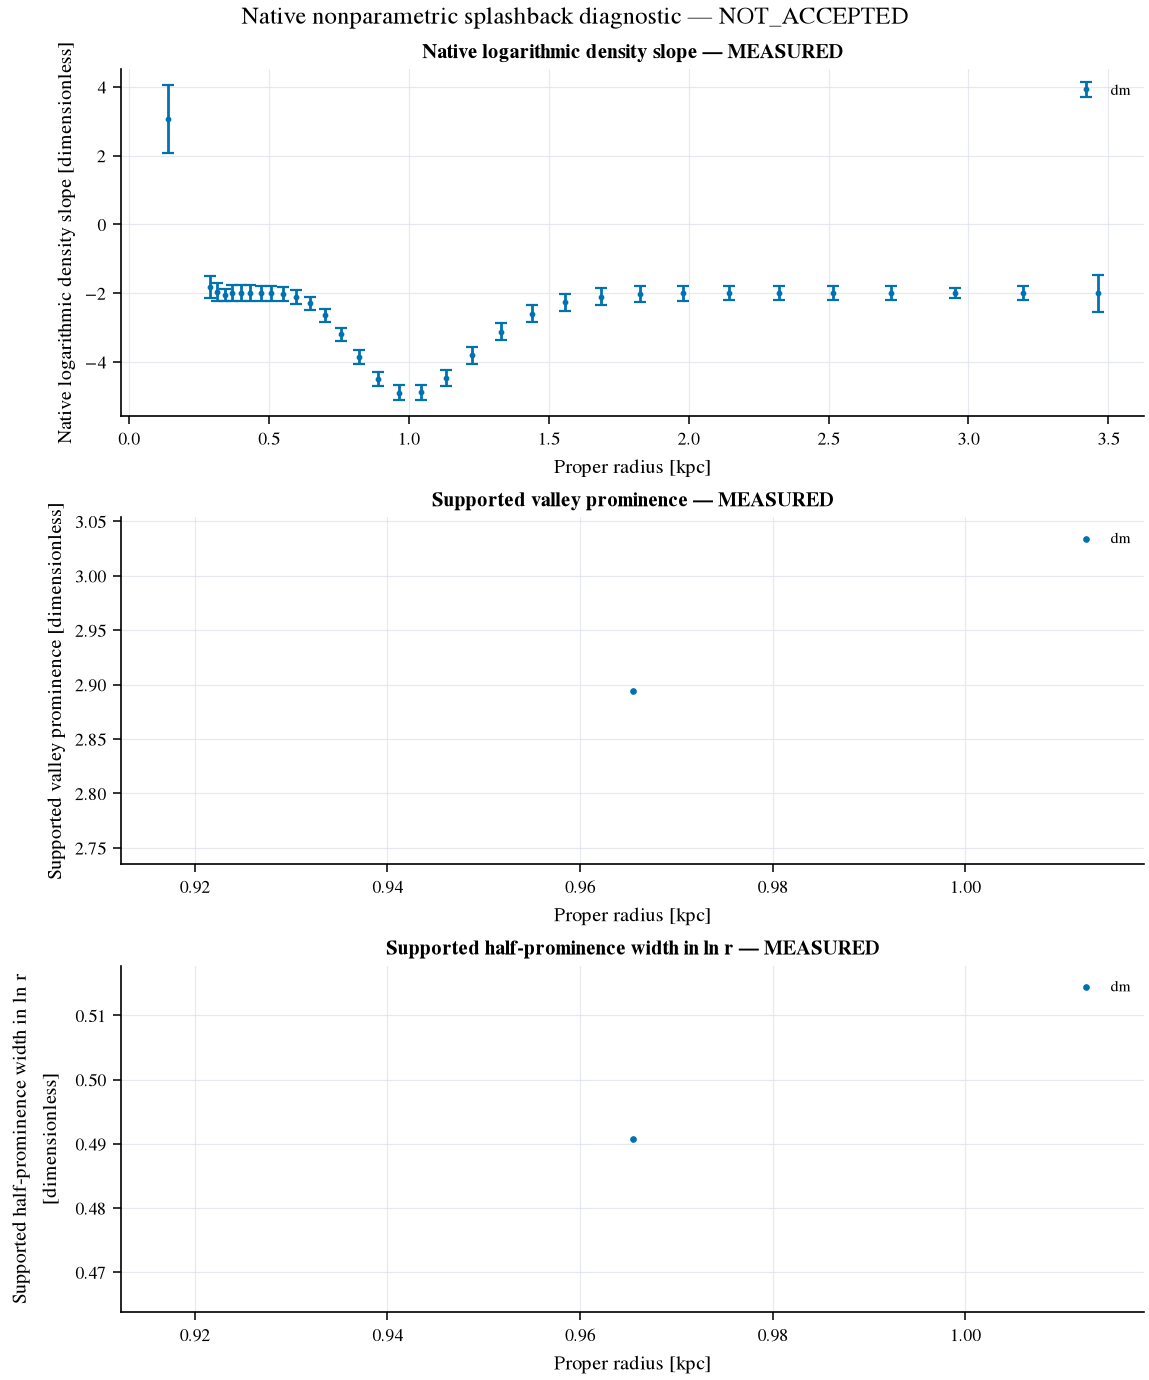 Native nonparametric splashback diagnostic — NOT_ACCEPTED
Native logarithmic density slope — MEASURED
Native logarithmic density slope [dimensionless]
4
2
0
−2
−4
dm
0.0 0.5 1.0 1.5 2.0 2.5 3.0 3.5
Proper radius [kpc]
Supported valley prominence — MEASURED
Supported valley prominence [dimensionless]
3.05
3.00
2.95
2.90
2.85
2.80
2.75
dm
0.92 0.94 0.96 0.98 1.00
Proper radius [kpc]
Supported half-prominence width in ln r — MEASURED
Supported half-prominence width in ln r
[dimensionless]
0.51
0.50
0.49
0.48
0.47
dm
0.92 0.94 0.96 0.98 1.00
Proper radius [kpc]